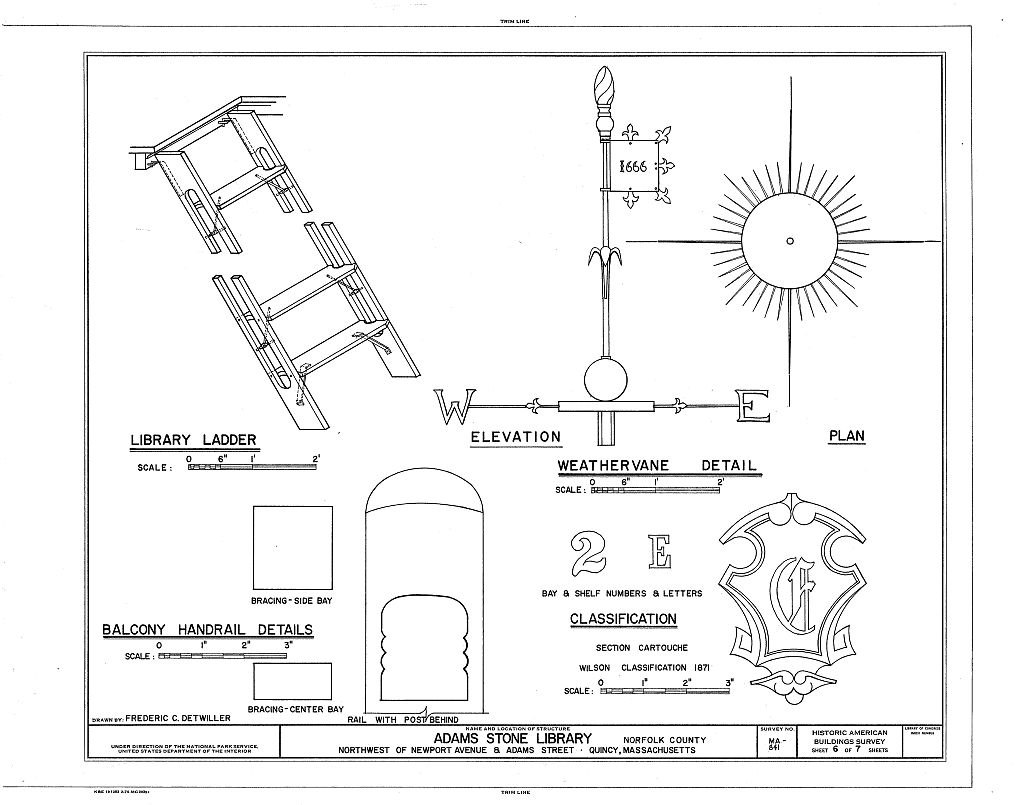 TRIM LINE
1666
W
E
ELEVATION
PLAN
LIBRARY LADDER
SCALE: 0 6" 1' 2'
WEATHERVANE DETAIL
SCALE: 0 6" 1' 2'
2 E
BAY & SHELF NUMBERS & LETTERS
BRACING-SIDE BAY
CLASSIFICATION
BALCONY HANDRAIL DETAILS
SCALE: 0 1" 2" 3"
SECTION CARTOUCHE
WILSON CLASSIFICATION 1871
SCALE: 0 1" 2" 3"
BRACING-CENTER BAY
RAIL WITH POST BEHIND
DRAWN BY: FREDERIC C. DETWILLER
UNDER DIRECTION OF THE NATIONAL PARK SERVICE,
UNITED STATES DEPARTMENT OF THE INTERIOR
NAME AND LOCATION OF STRUCTURE
ADAMS STONE LIBRARY NORFOLK COUNTY
NORTHWEST OF NEWPORT AVENUE & ADAMS STREET · QUINCY, MASSACHUSETTS
SURVEY NO.
MA-
841
HISTORIC AMERICAN
BUILDINGS SURVEY
SHEET 6 OF 7 SHEETS
LIBRARY OF CONGRESS
INDEX NUMBER
TRIM LINE